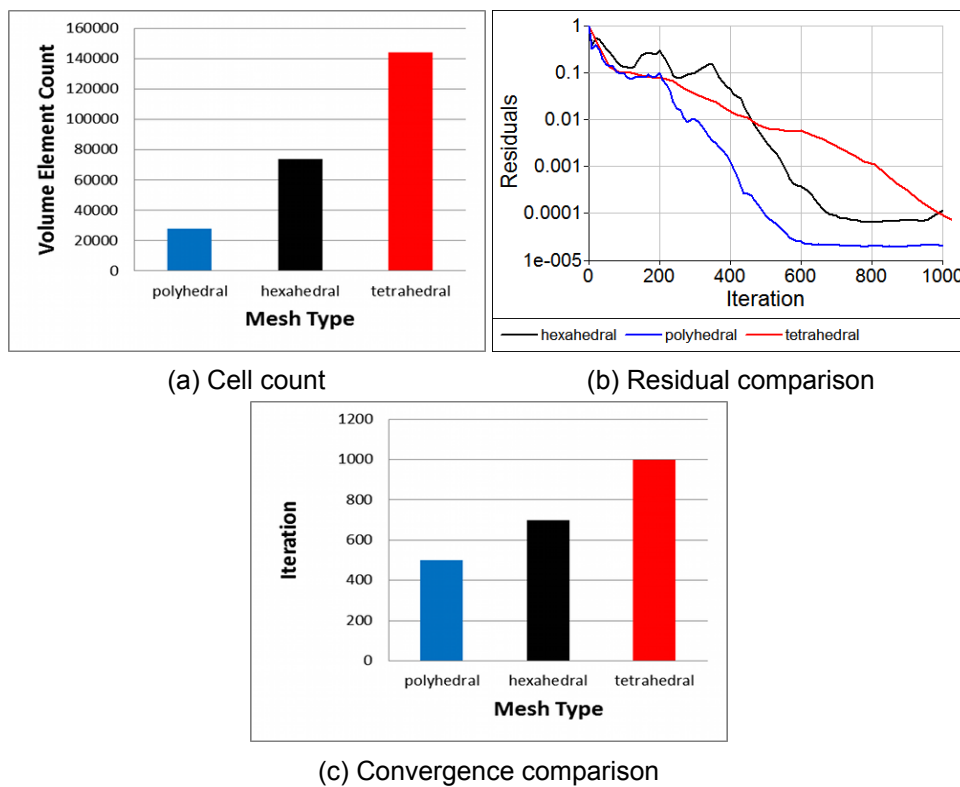 160000
140000
120000
100000
80000
60000
40000
20000
0
Volume Element Count
polyhedral hexahedral tetrahedral
Mesh Type
(a) Cell count
1
0.1
0.01
0.001
0.0001
1e-005
Residuals
0 200 400 600 800 1000
Iteration
hexahedral polyhedral tetrahedral
(b) Residual comparison
1200
1000
800
600
400
200
0
Iteration
polyhedral hexahedral tetrahedral
Mesh Type
(c) Convergence comparison